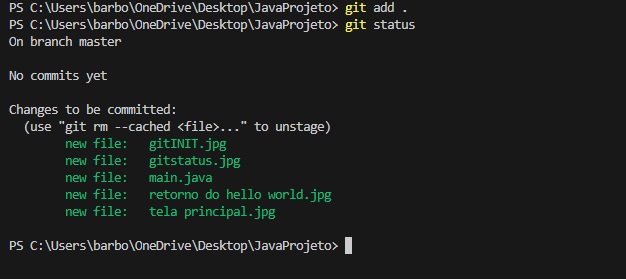 PS C:\Users\barbo\OneDrive\Desktop\JavaProjeto> git add .
PS C:\Users\barbo\OneDrive\Desktop\JavaProjeto> git status
On branch master

No commits yet

Changes to be committed:
  (use "git rm --cached <file>..." to unstage)
        new file:   gitINIT.jpg
        new file:   gitstatus.jpg
        new file:   main.java
        new file:   retorno do hello world.jpg
        new file:   tela principal.jpg

PS C:\Users\barbo\OneDrive\Desktop\JavaProjeto>